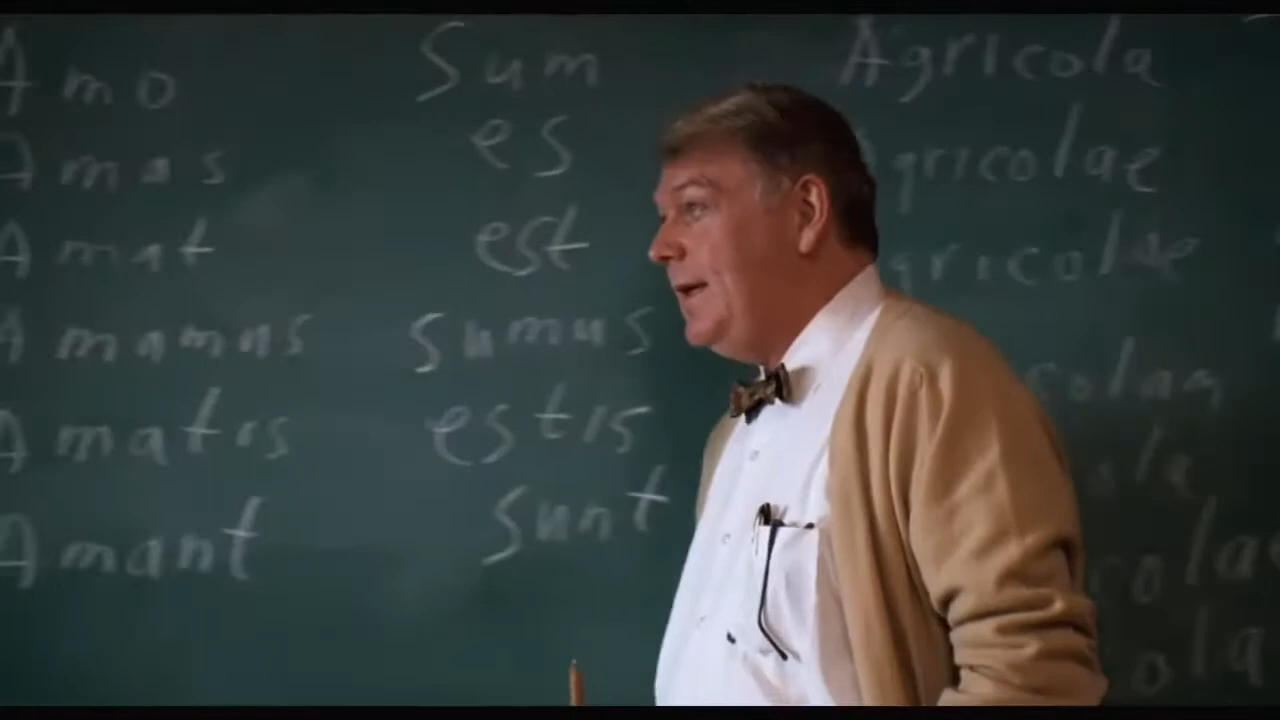 Amo
Amas
Amat
Amamus
Amatis
Amant
Sum
es
est
sumus
estis
sunt
Agricola
Agricolae